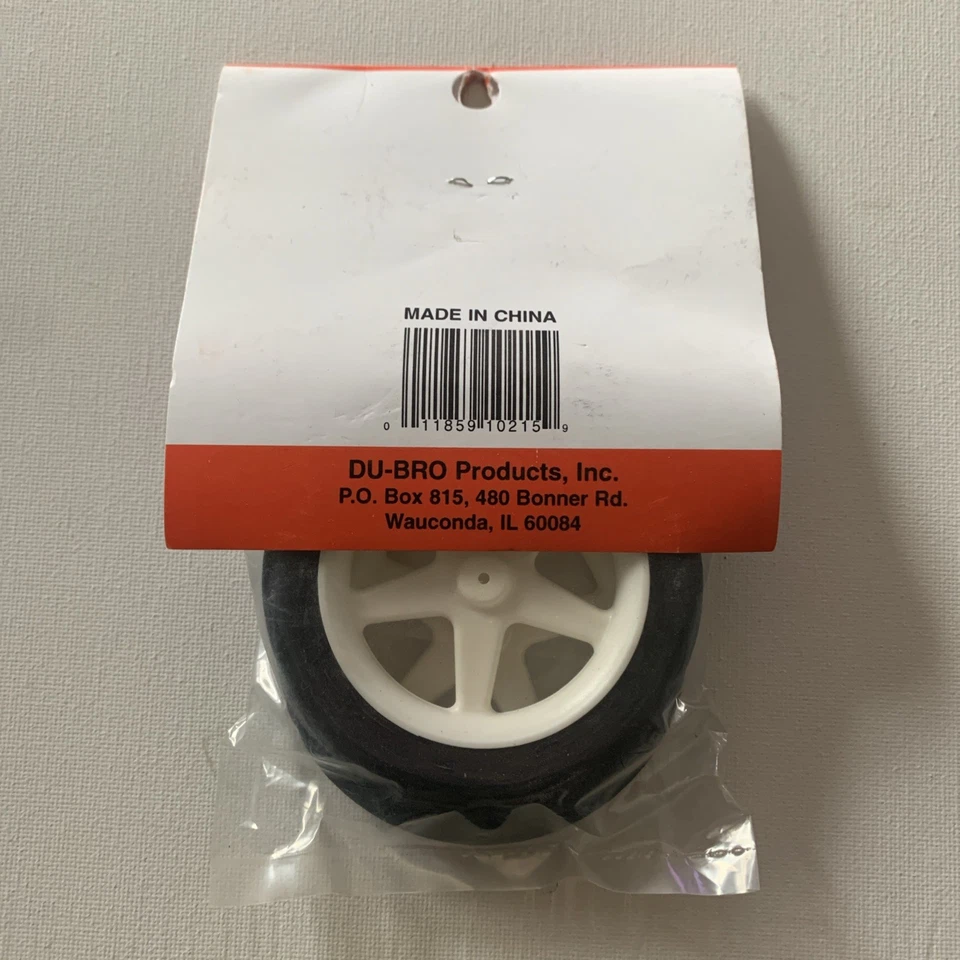 MADE IN CHINA
0 11859 10215 9
DU-BRO Products, Inc.
P.O. Box 815, 480 Bonner Rd.
Wauconda, IL 60084